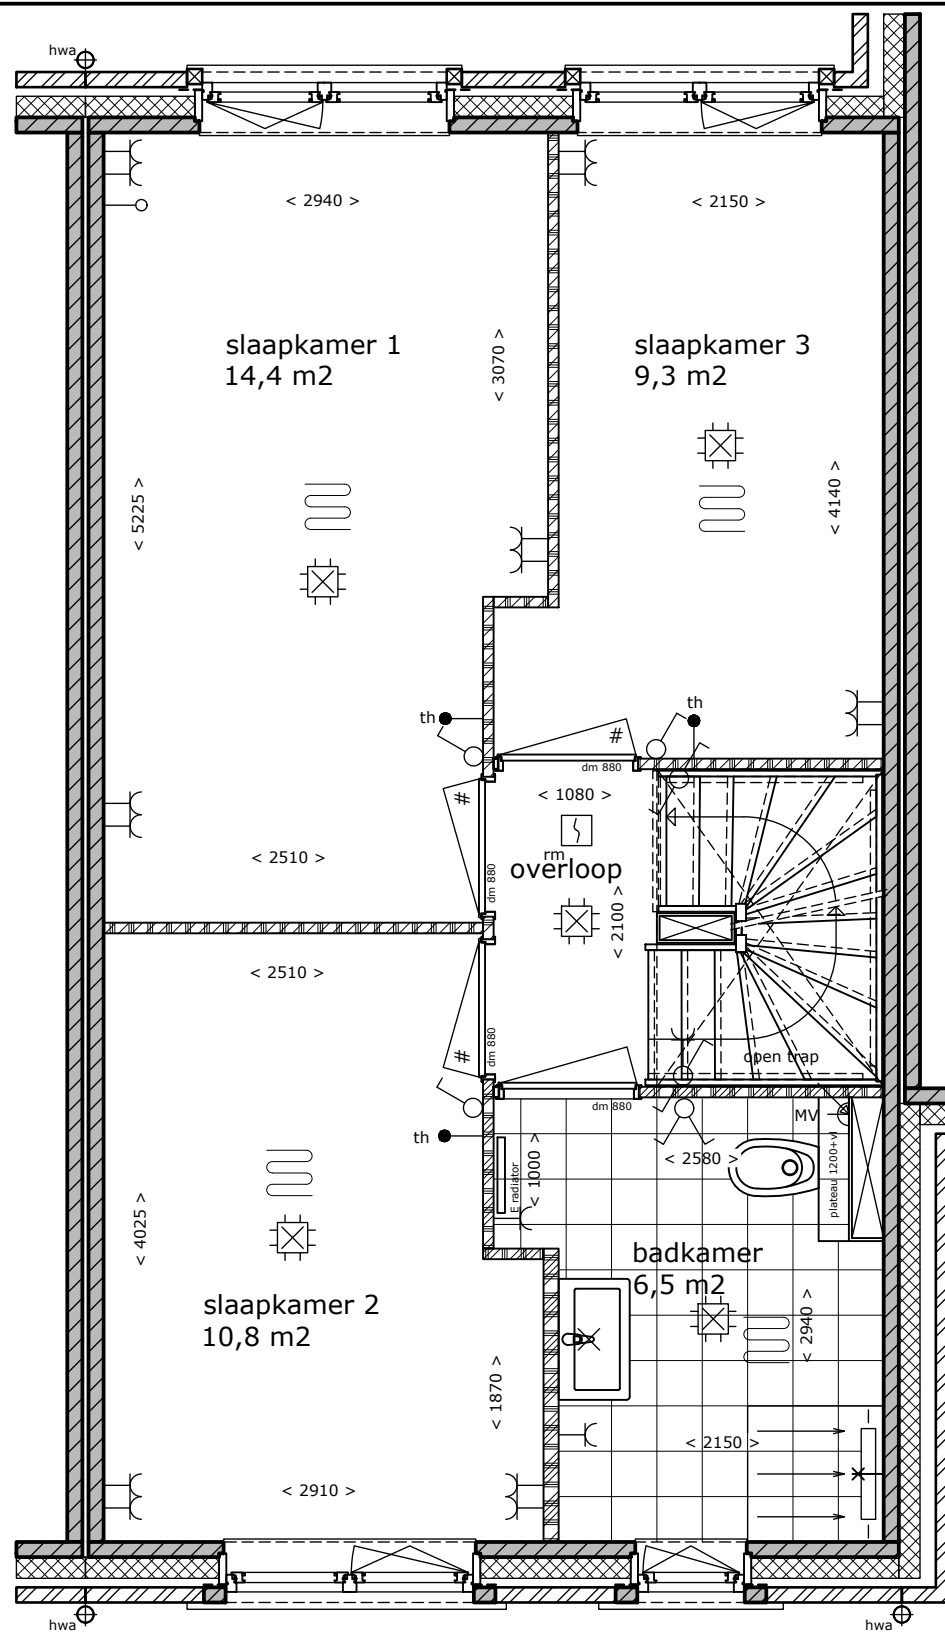 hwa
< 2940 >
< 2150 >
slaapkamer 1
14,4 m2
< 3070 >
slaapkamer 3
9,3 m2
< 5225 >
< 4140 >
th
th
#
dm 880
#
< 1080 >
rm
overloop
< 2510 >
dm 880
< 2100 >
< 2510 >
dm 880
#
open trap
dm 880
MV
th
< 2580 >
E radiator
< 1000 >
plateau 1200+vl
< 4025 >
badkamer
6,5 m2
slaapkamer 2
10,8 m2
< 2940 >
< 1870 >
< 2150 >
< 2910 >
hwa
hwa